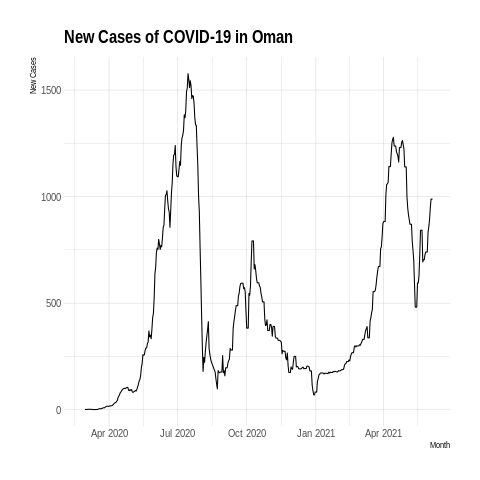 New Cases of COVID-19 in Oman
New Cases
1500
1000
500
0
Apr 2020 Jul 2020 Oct 2020 Jan 2021 Apr 2021
Month